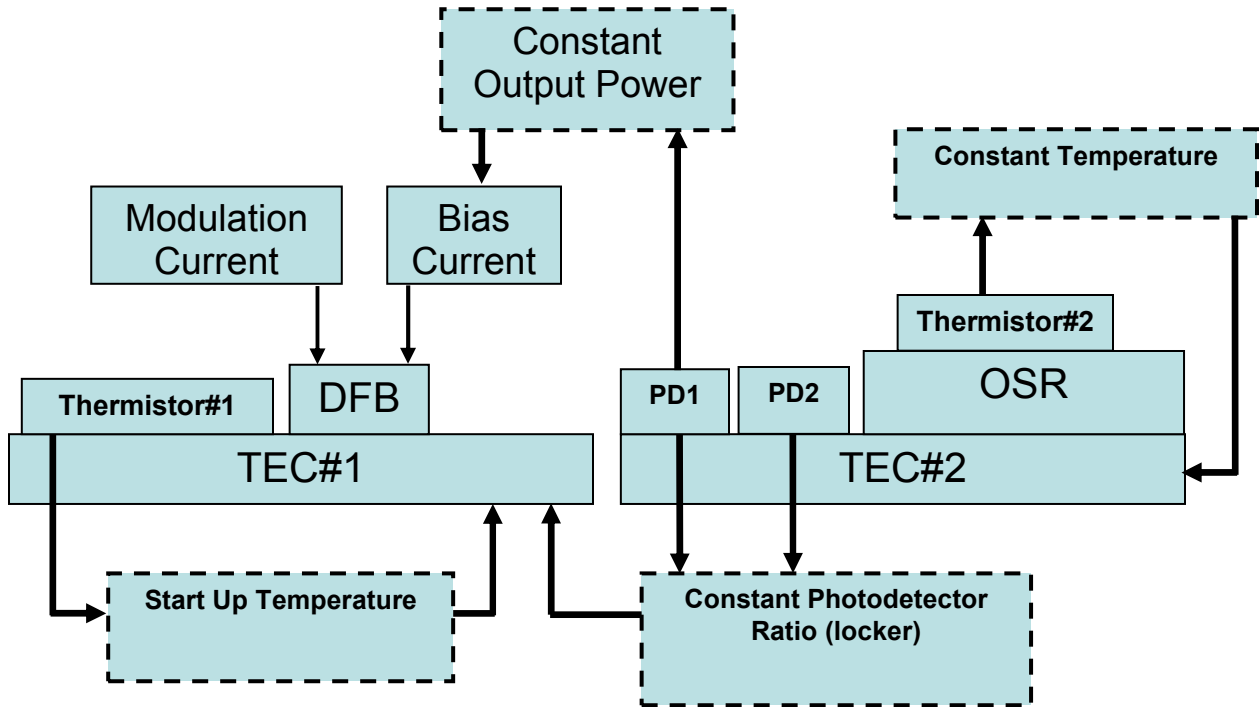 Constant
Output Power
Constant Temperature
Modulation
Current
Bias
Current
Thermistor#2
Thermistor#1
DFB
PD1
PD2
OSR
TEC#1
TEC#2
Start Up Temperature
Constant Photodetector
Ratio (locker)